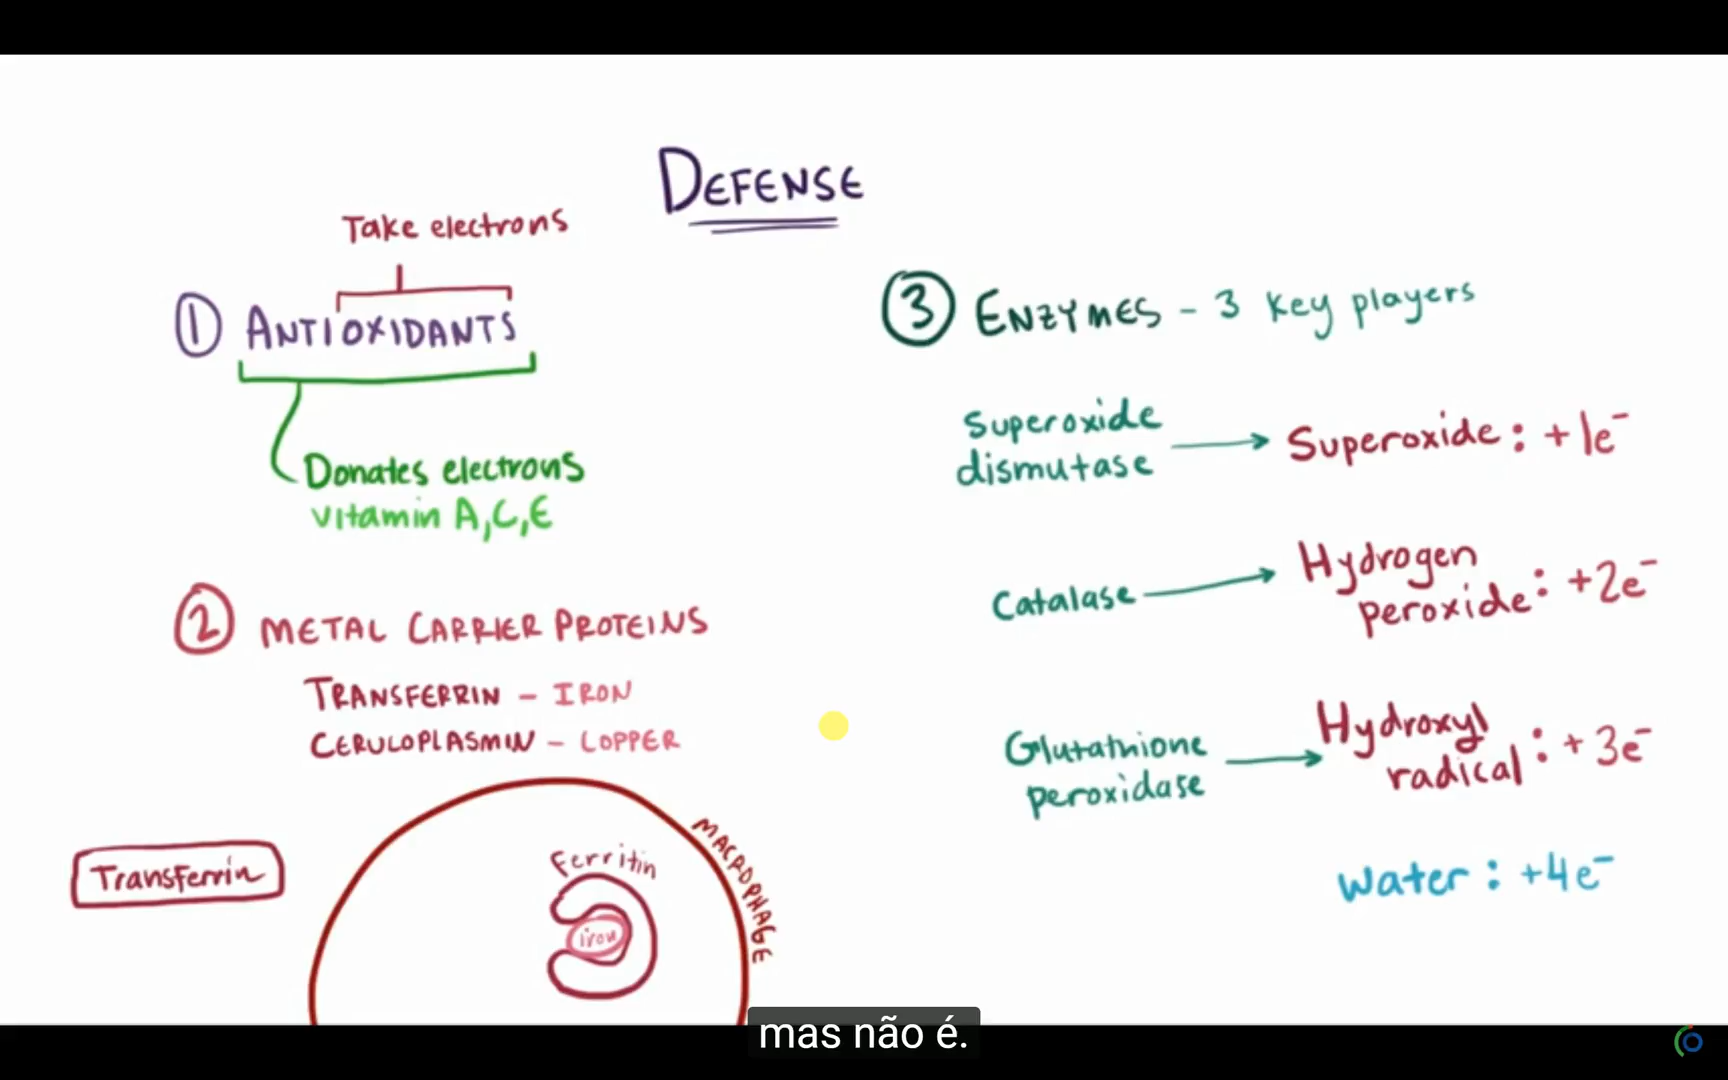 DEFENSE
Take electrons
1 ANTIOXIDANTS
Donates electrons
vitamin A,C,E
2 METAL CARRIER PROTEINS
TRANSFERRIN - IRON
CERULOPLASMIN - COPPER
Transferrin
Ferritin
iron
MACROPHAGE
3 ENZYMES - 3 key players
Superoxide
dismutase
Superoxide: +1e⁻
Catalase
Hydrogen
peroxide: +2e⁻
Glutathione
peroxidase
Hydroxyl
radical: +3e⁻
Water: +4e⁻
mas não é.